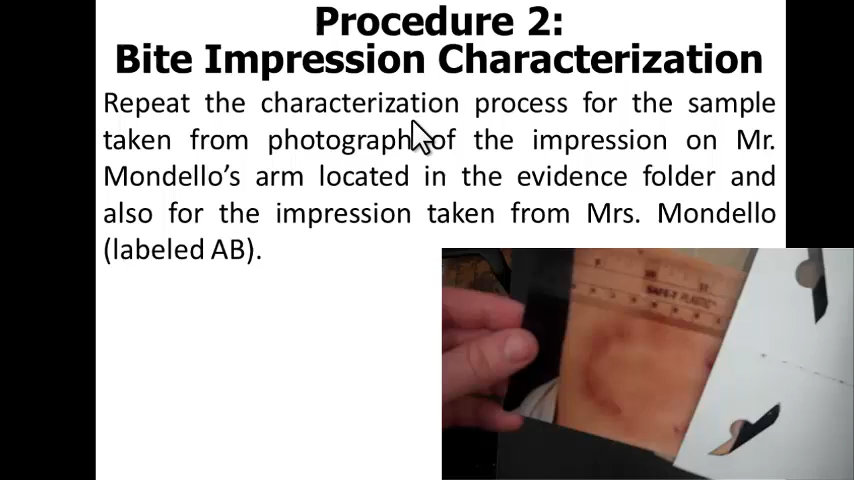 Procedure 2:
Bite Impression Characterization
Repeat the characterization process for the sample
taken from photograph of the impression on Mr.
Mondello’s arm located in the evidence folder and
also for the impression taken from Mrs. Mondello
(labeled AB).
SAFE-T PLASTIC